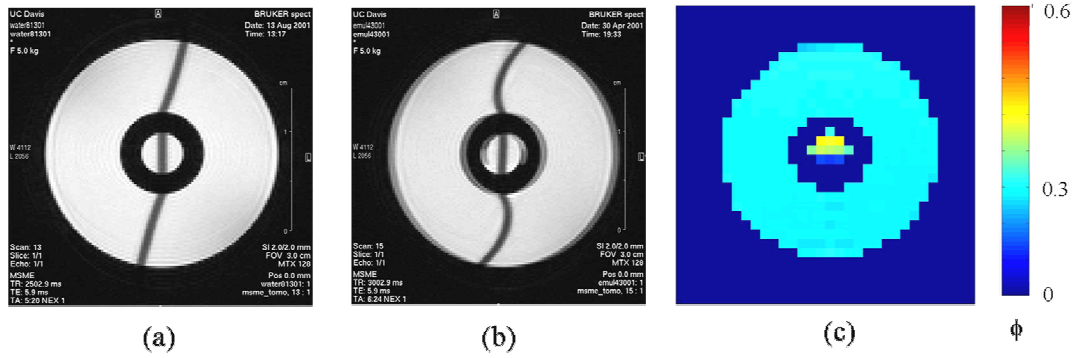 UC Davis
A
BRUKER spect
water81301
Date: 13 Aug 2001
water81301
Time: 13:17
*
F 5.0 kg
cm
W 4112
L 2056
1
L
0
Scan: 13
SI 2.0/2.0 mm
Slice: 1/1
FOV 3.0 cm
Echo: 1/1
MTX 128
MSME
Pos 0.0 mm
TR: 2502.9 ms
water81301: 1
TE: 5.9 ms
msme_tomo, 13 : 1
TA: 5:20 NEX 1
(a)
UC Davis
A
BRUKER spect
emul43001
Date: 30 Apr 2001
emul43001
Time: 19:33
*
F 5.0 kg
cm
W 4112
L 2056
1
L
0
Scan: 15
SI 2.0/2.0 mm
Slice: 1/1
FOV 3.0 cm
Echo: 1/1
MTX 128
MSME
Pos 0.0 mm
TR: 3002.9 ms
emul43001: 1
TE: 5.9 ms
msme_tomo, 15 : 1
TA: 6:24 NEX 1
(b)
0.6
0.3
0
ϕ
(c)